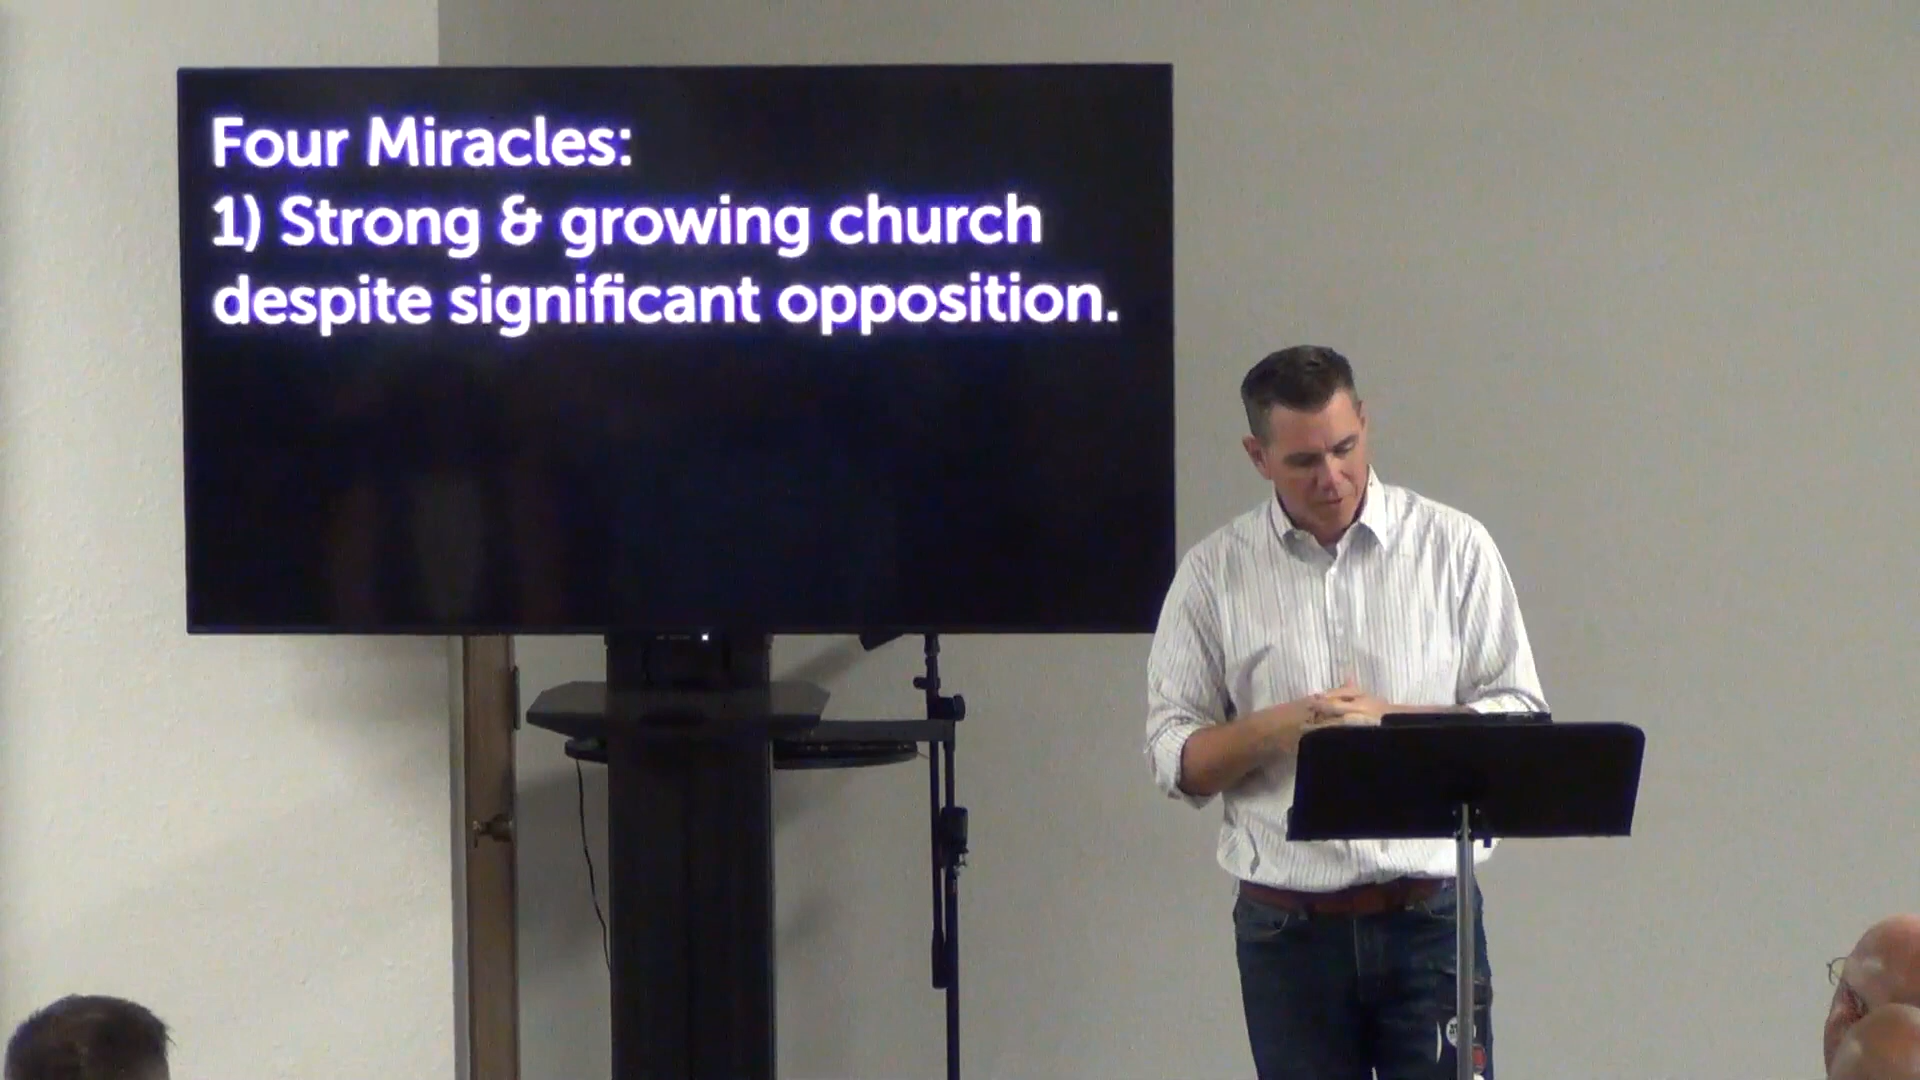 Four Miracles:
1) Strong & growing church
despite significant opposition.